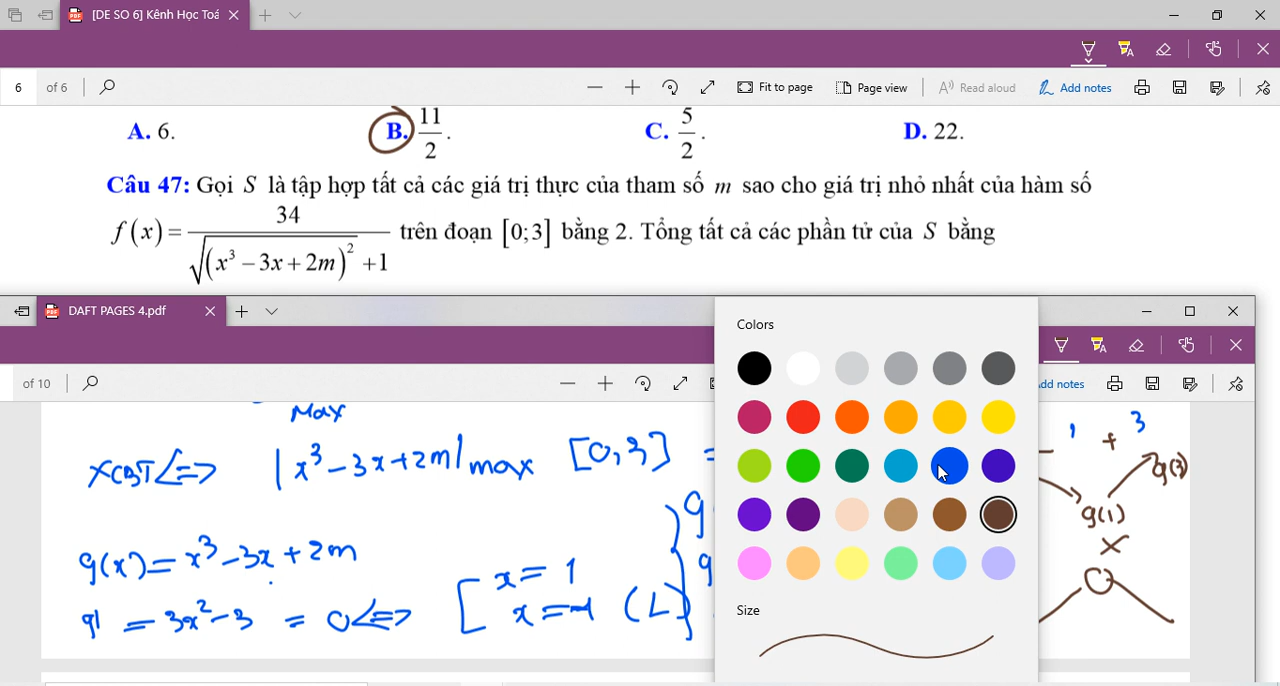 [DE SO 6] Kênh Học Toá
6 of 6
Fit to page
Page view
Read aloud
Add notes
A. 6.
B. 11/2.
C. 5/2.
D. 22.
Câu 47: Gọi S là tập hợp tất cả các giá trị thực của tham số m sao cho giá trị nhỏ nhất của hàm số
f(x) = 34/(√(x³ − 3x + 2m)² + 1) trên đoạn [0;3] bằng 2. Tổng tất cả các phần tử của S bằng
DAFT PAGES 4.pdf
of 10
dd notes
Colors
Size
Max
XCBT <=> |x³ − 3x + 2m| max [0,3] =
g(x) = x³ − 3x + 2m
g' = 3x² − 3 = 0 <=> [ x = 1
x = −1 (L)
g
g
− 1 + 3
g(3)
g(1)